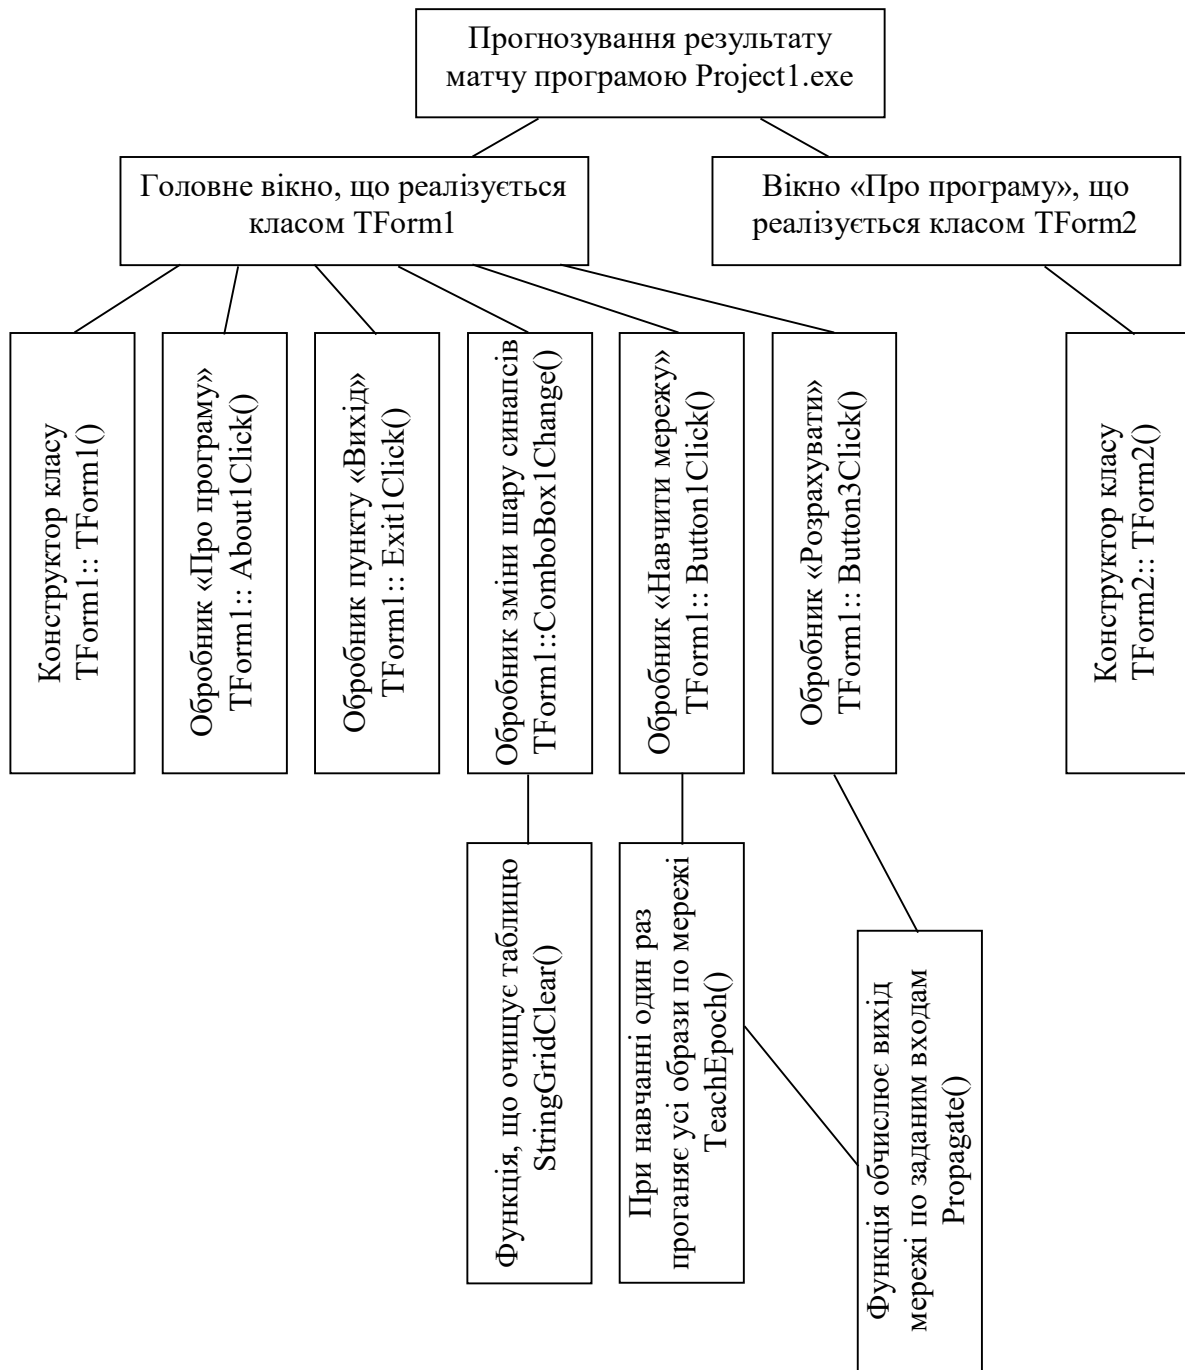 Прогнозування результату
матчу програмою Project1.exe
Головне вікно, що реалізується
класом TForm1
Вікно «Про програму», що
реалізується класом TForm2
Конструктор класу
TForm1:: TForm1()
Обробник «Про програму»
TForm1:: About1Click()
Обробник пункту «Вихід»
TForm1:: Exit1Click()
Обробник зміни шару синапсів
TForm1::ComboBox1Change()
Обробник «Навчити мережу»
TForm1:: Button1Click()
Обробник «Розрахувати»
TForm1:: Button3Click()
Конструктор класу
TForm2:: TForm2()
Функція, що очищує таблицю
StringGridClear()
При навчанні один раз
проганяє усі образи по мережі
TeachEpoch()
Функція обчислює вихід
мережі по заданим входам
Propagate()